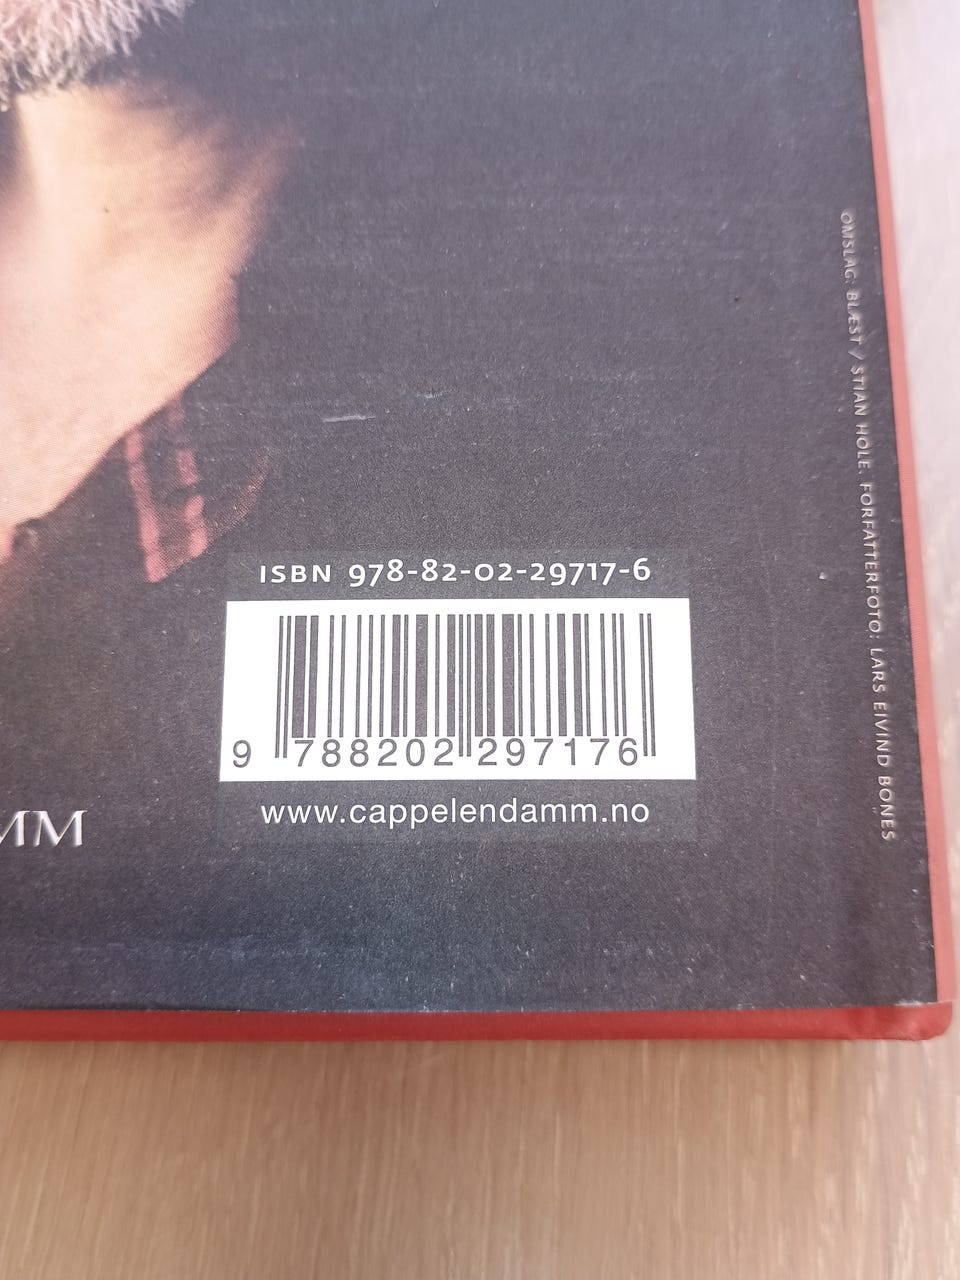 OMSLAG: BLÆST / STIAN HOLE. FORFATTERFOTO: LARS EIVIND BONES
ISBN 978-82-02-29717-6
9 788202 297176
www.cappelendamm.no
MM